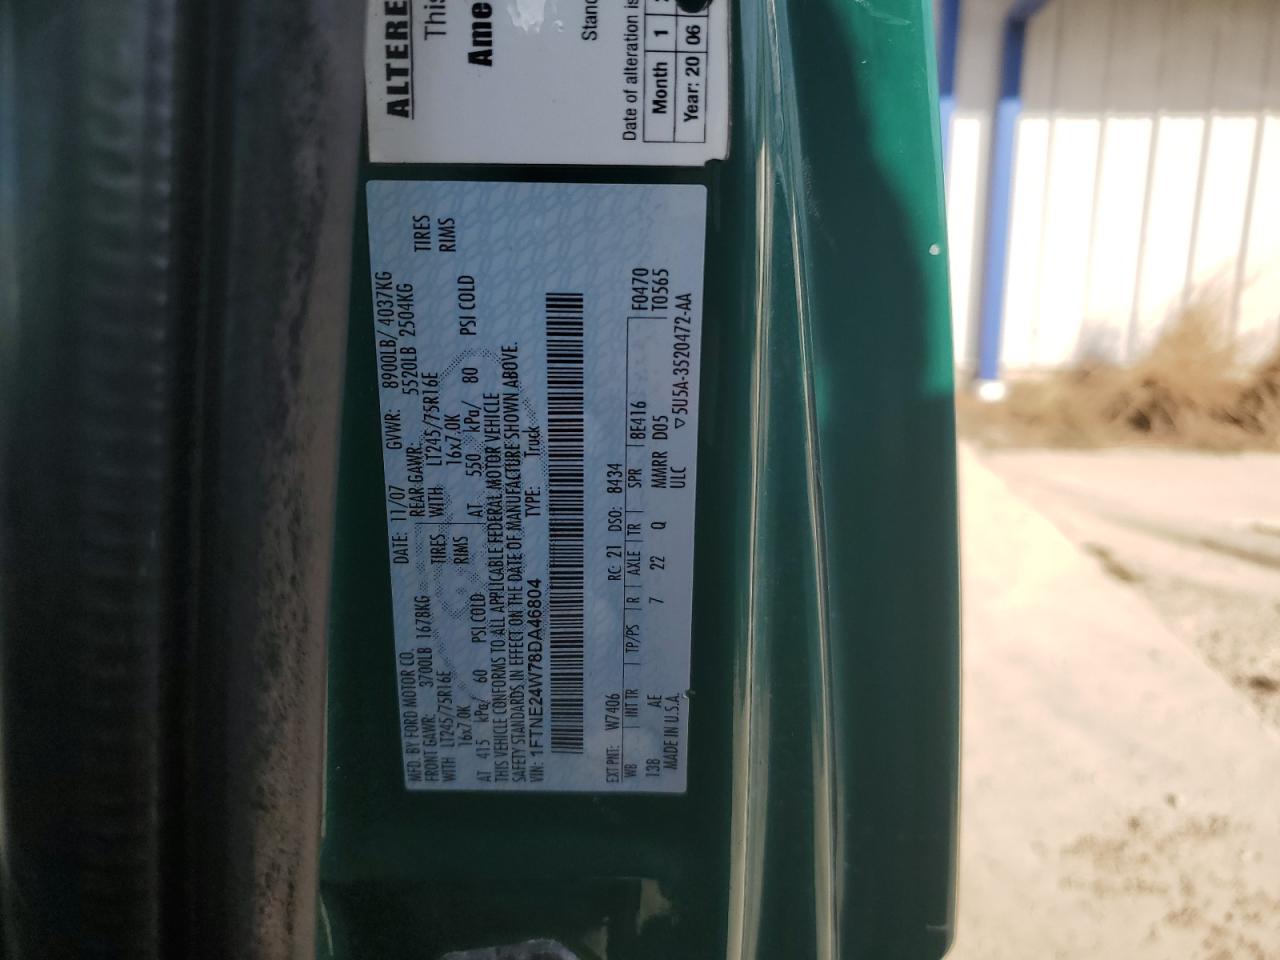 ALTERE
This
Ame
Stand
Date of alteration is
Month 1
Year: 20 06
MFD. BY FORD MOTOR CO.
DATE: 11/07 GVWR: 8900LB/ 4037KG
FRONT GAWR: 3700LB 1678KG REAR GAWR: 5520LB 2504KG
WITH LT245/75R16E TIRES WITH LT245/75R16E TIRES
16x7.0K RIMS 16x7.0K RIMS
AT 415 kPa/ 60 PSI COLD AT 550 kPa/ 80 PSI COLD
THIS VEHICLE CONFORMS TO ALL APPLICABLE FEDERAL MOTOR VEHICLE
SAFETY STANDARDS IN EFFECT ON THE DATE OF MANUFACTURE SHOWN ABOVE.
VIN: 1FTNE24W78DA46804 TYPE: Truck
EXT PNT: W7406 RC: 21 DSO: 8434 F0470
WB INT TR TP/PS R AXLE TR SPR 8E416 T0565
138 AE 7 22 Q MMRR D05
MADE IN U.S.A. ULC ▽5U5A-3520472-AA